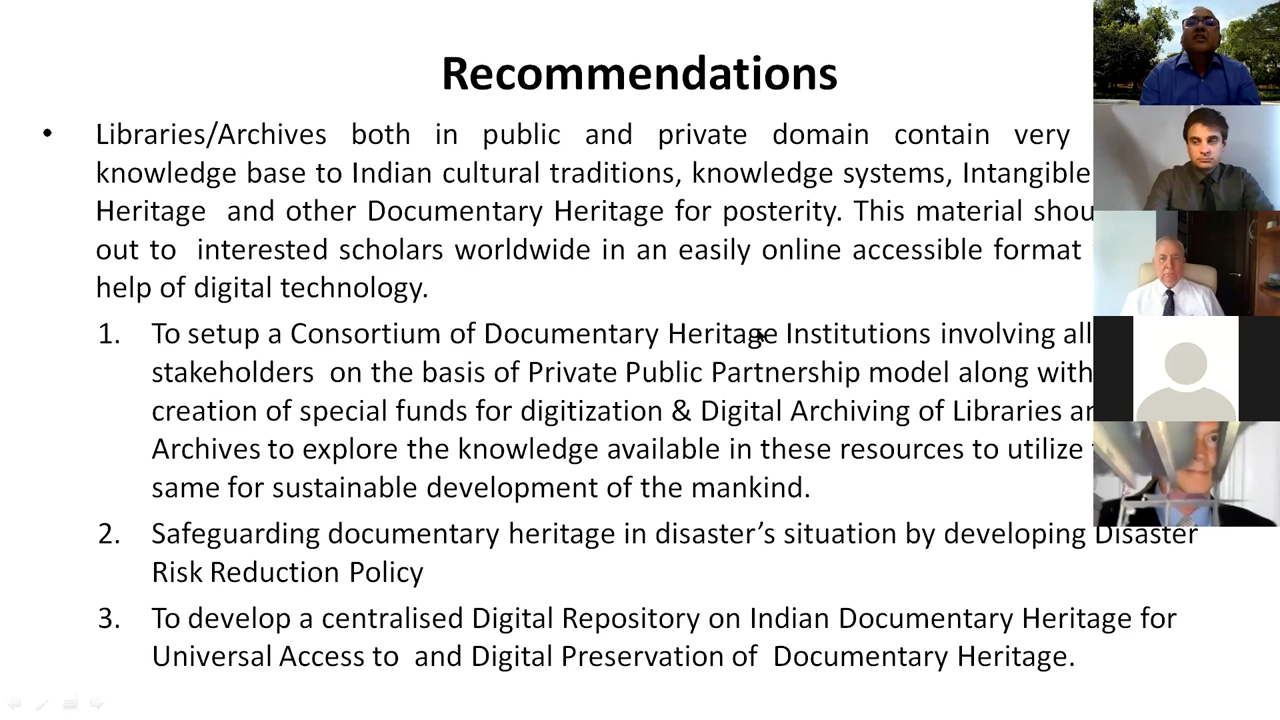 Recommendations
• Libraries/Archives both in public and private domain contain very
knowledge base to Indian cultural traditions, knowledge systems, Intangible
Heritage and other Documentary Heritage for posterity. This material
out to interested scholars worldwide in an easily online accessible format
help of digital technology.
1. To setup a Consortium of Documentary Heritage Institutions involving all
stakeholders on the basis of Private Public Partnership model along with
creation of special funds for digitization & Digital Archiving of Libraries
Archives to explore the knowledge available in these resources to utilize
same for sustainable development of the mankind.
2. Safeguarding documentary heritage in disaster’s situation by developing Disaster
Risk Reduction Policy
3. To develop a centralised Digital Repository on Indian Documentary Heritage for
Universal Access to and Digital Preservation of Documentary Heritage.